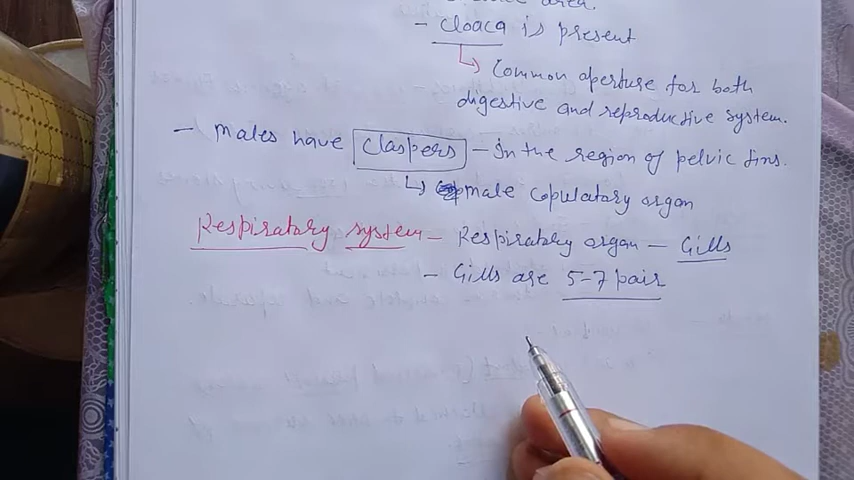 area.
- Cloaca is present
↳ Common aperture for both
digestive and reproductive system.
- Males have Claspers - In the region of pelvic fins.
↳ male copulatory organ
Respiratory system - Respiratory organ - Gills
- Gills are 5-7 pair